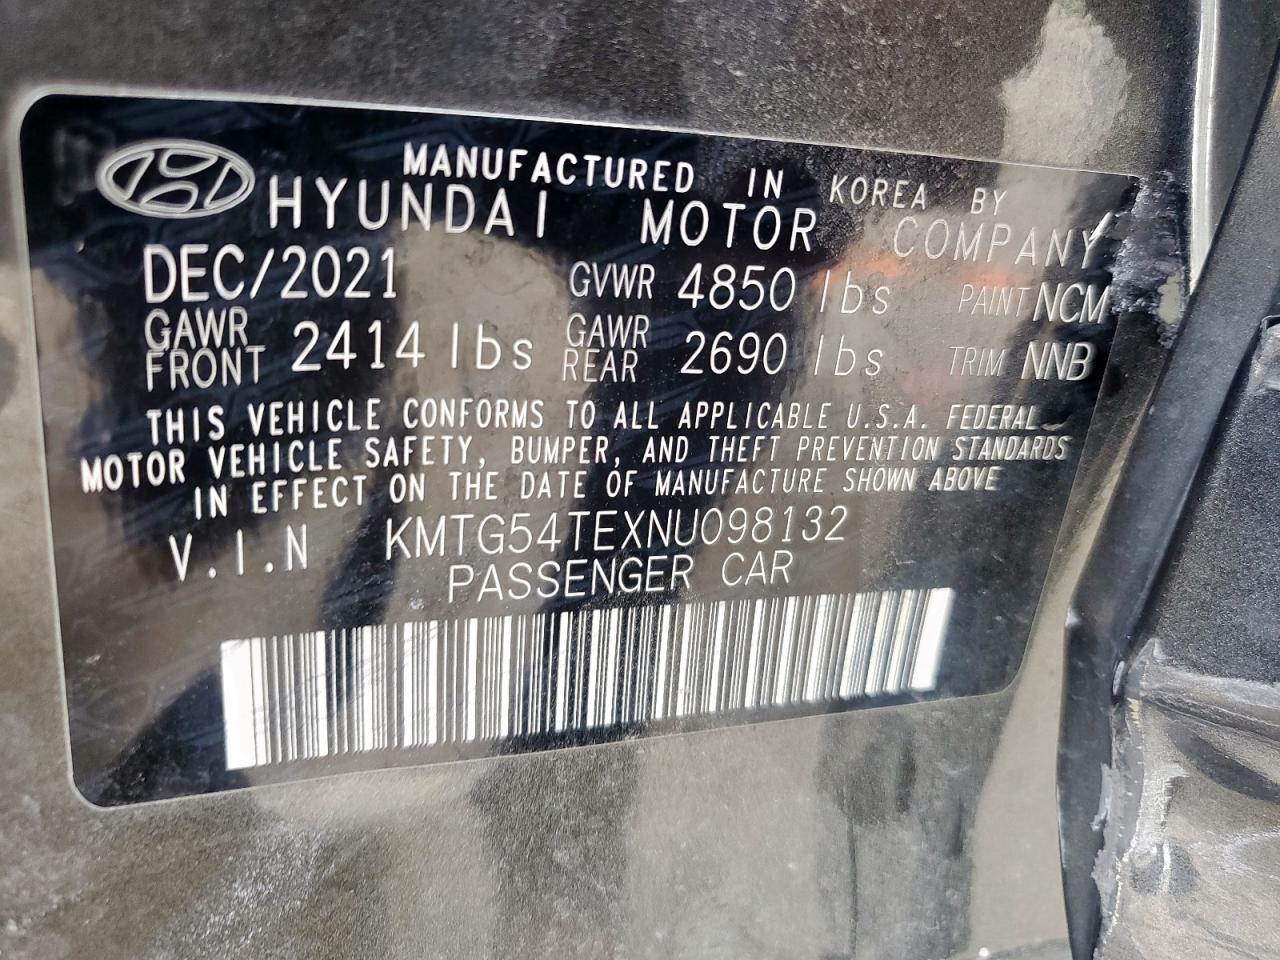 MANUFACTURED IN KOREA BY
HYUNDAI MOTOR COMPANY
DEC/2021 GVWR 4850 lbs PAINT NCM
GAWR FRONT 2414 lbs GAWR REAR 2690 lbs TRIM NNB
THIS VEHICLE CONFORMS TO ALL APPLICABLE U.S.A. FEDERAL
MOTOR VEHICLE SAFETY, BUMPER, AND THEFT PREVENTION STANDARDS
IN EFFECT ON THE DATE OF MANUFACTURE SHOWN ABOVE
V.I.N KMTG54TEXNU098132
PASSENGER CAR